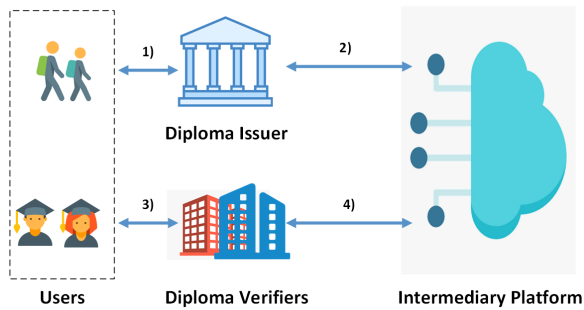 1)
2)
Diploma Issuer
3)
4)
Users
Diploma Verifiers
Intermediary Platform